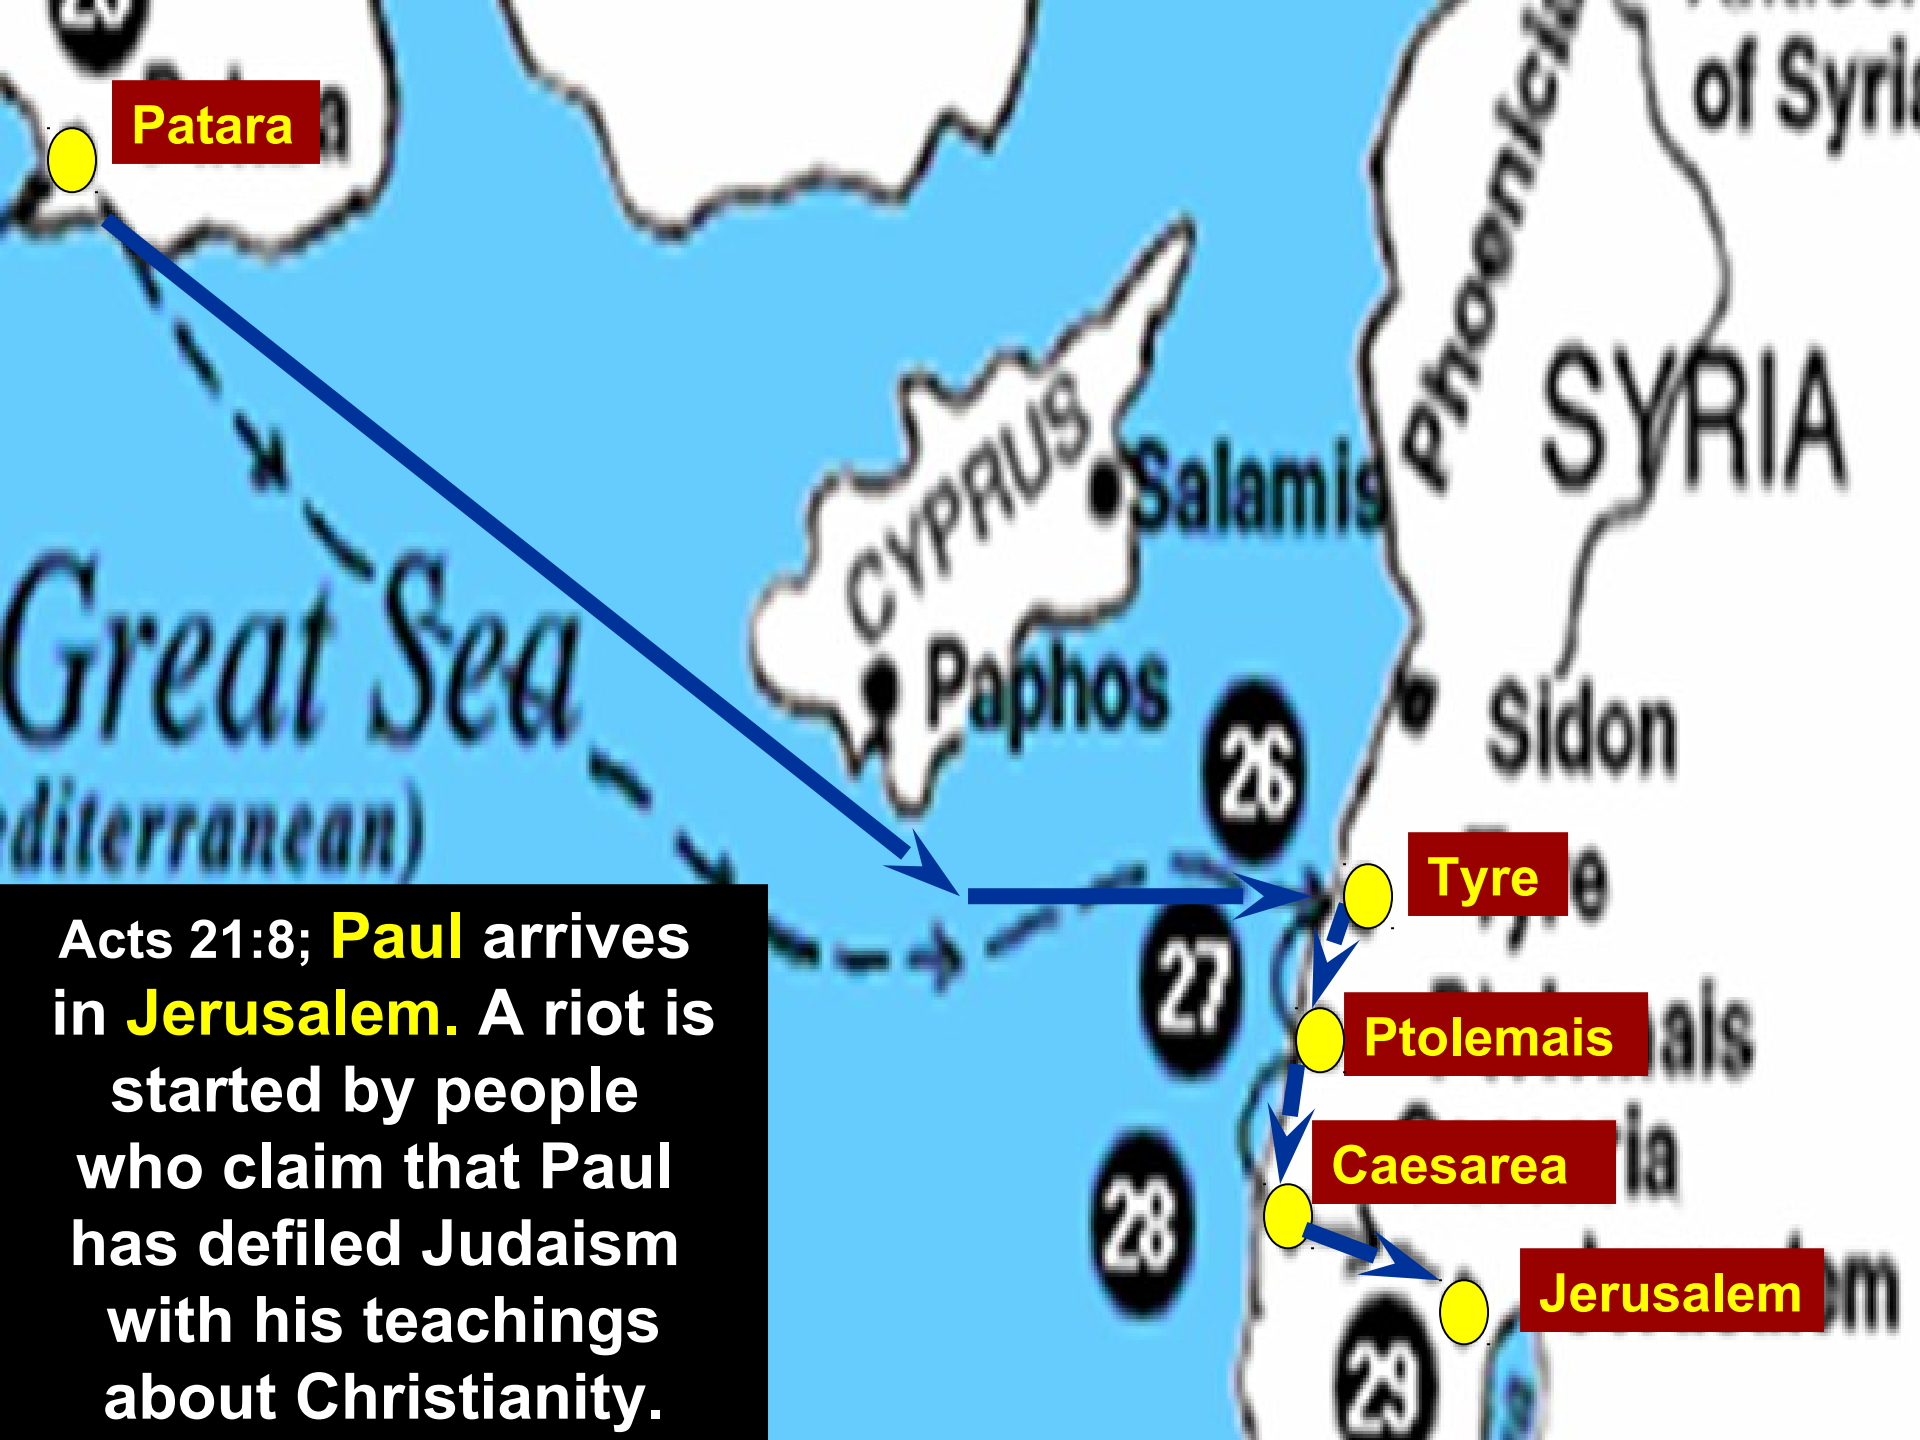 Patara
of Syria
Phoenicia
SYRIA
CYPRUS
Salamis
Great Sea
Paphos
26
Sidon
editerranean)
Tyre
27
Ptolemais
28
Caesarea
Jerusalem
29
Acts 21:8; Paul arrives
in Jerusalem. A riot is
started by people
who claim that Paul
has defiled Judaism
with his teachings
about Christianity.